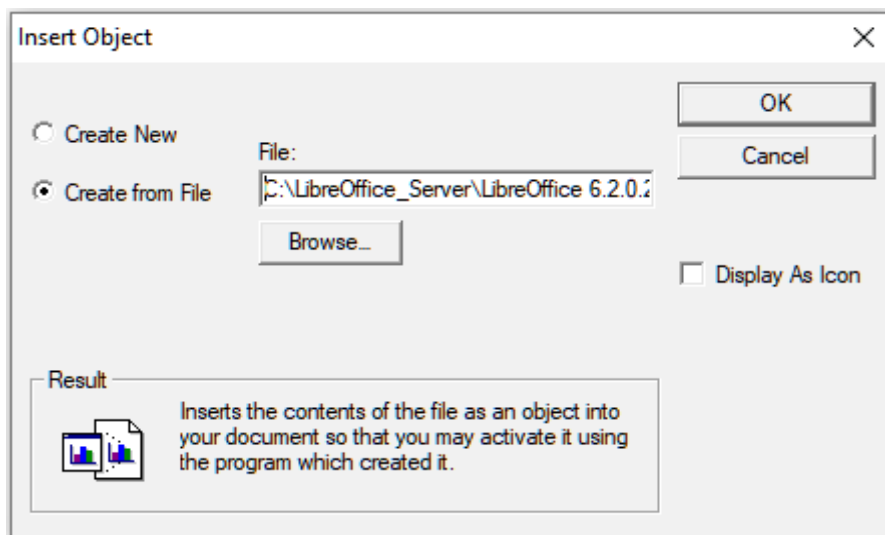 Insert Object
OK
Create New
Cancel
File:
Create from File
C:\LibreOffice_Server\LibreOffice 6.2.0.2
Browse...
Display As Icon
Result
Inserts the contents of the file as an object into
your document so that you may activate it using
the program which created it.